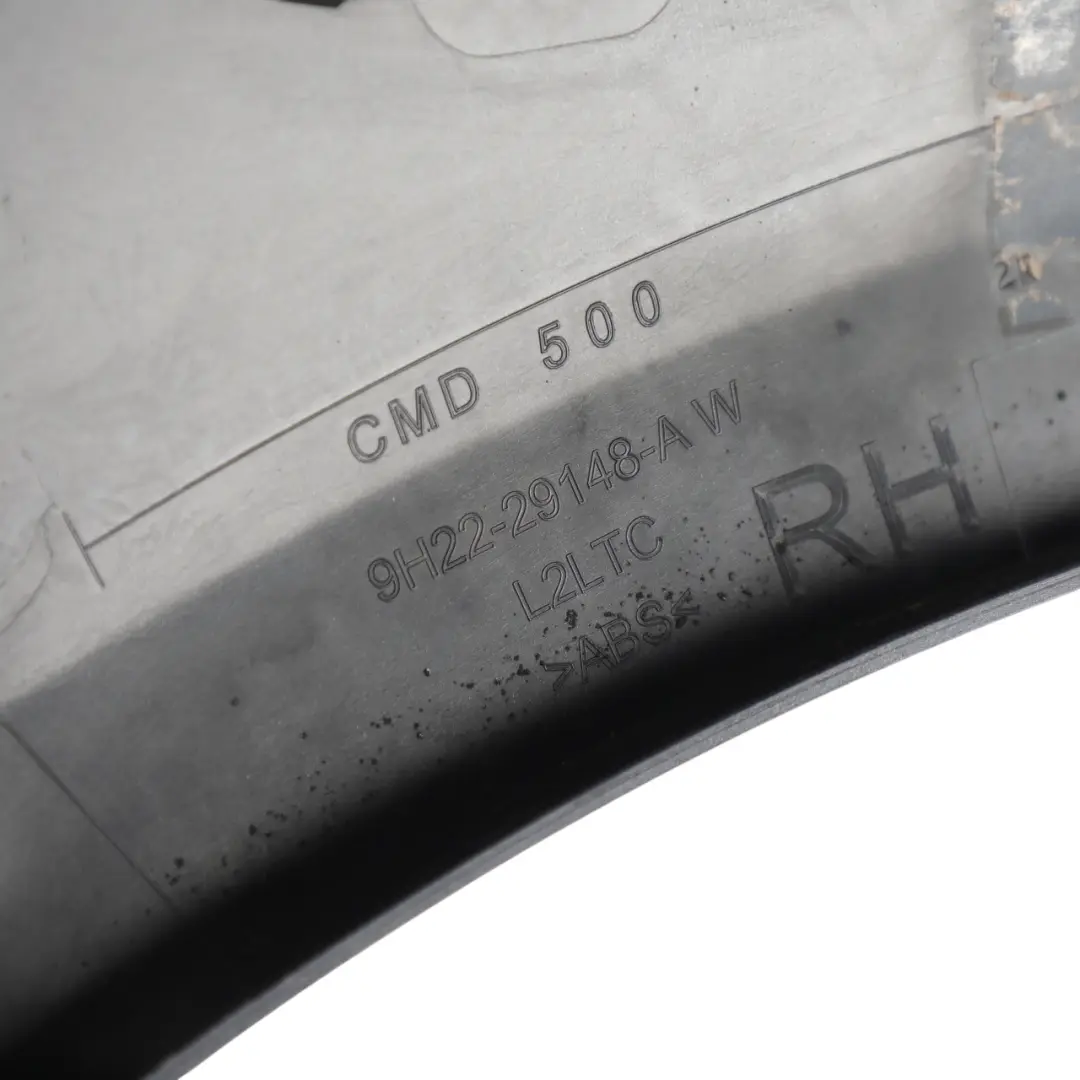 CMD 500
9H22-29148-AW
L2LTC
>ABS<
RH